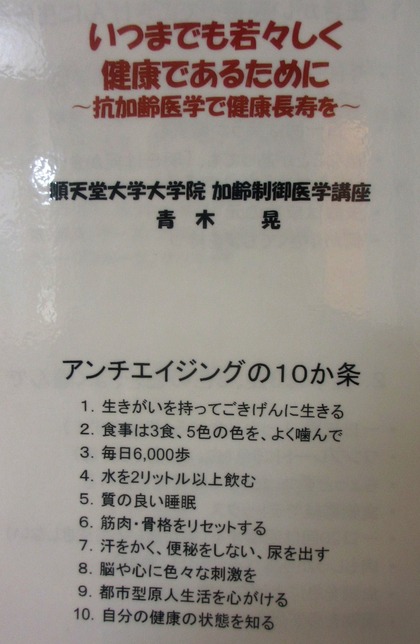 いつまでも若々しく
健康であるために
～抗加齢医学で健康長寿を～
順天堂大学大学院 加齢制御医学講座
青木 晃
アンチエイジングの10か条
1. 生きがいを持ってごきげんに生きる
2. 食事は3食、5色の色を、よく噛んで
3. 毎日6,000歩
4. 水を2リットル以上飲む
5. 質の良い睡眠
6. 筋肉・骨格をリセットする
7. 汗をかく、便秘をしない、尿を出す
8. 脳や心に色々な刺激を
9. 都市型原人生活を心がける
10. 自分の健康の状態を知る